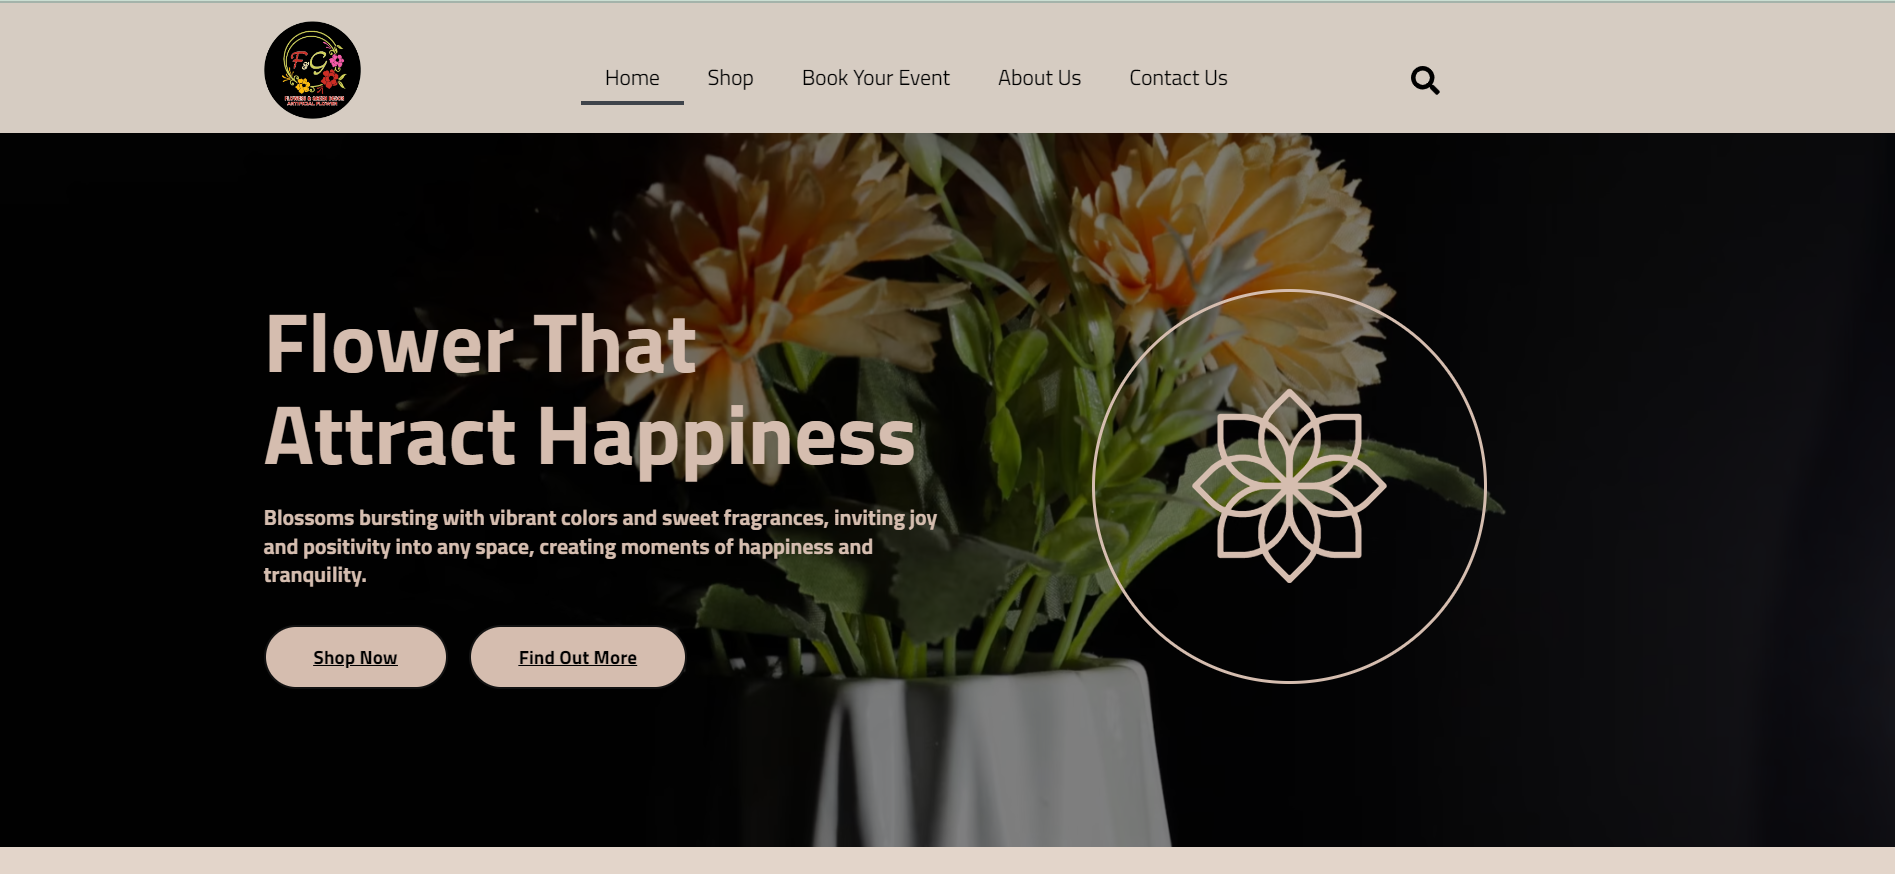 F&G
ARTIFICIAL FLOWER
Home
Shop
Book Your Event
About Us
Contact Us
Flower That
Attract Happiness
Blossoms bursting with vibrant colors and sweet fragrances, inviting joy
and positivity into any space, creating moments of happiness and
tranquility.
Shop Now
Find Out More